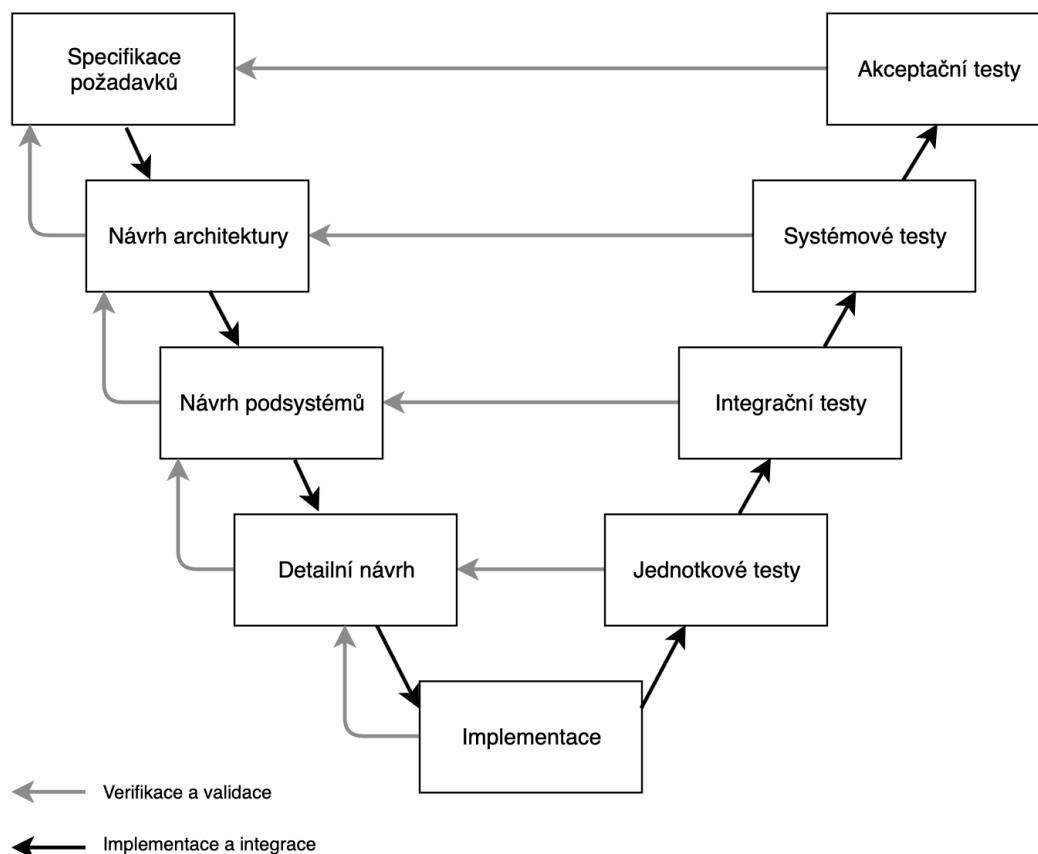 Specifikace
požadavků
Akceptační testy
Návrh architektury
Systémové testy
Návrh podsystémů
Integrační testy
Detailní návrh
Jednotkové testy
Implementace
Verifikace a validace
Implementace a integrace